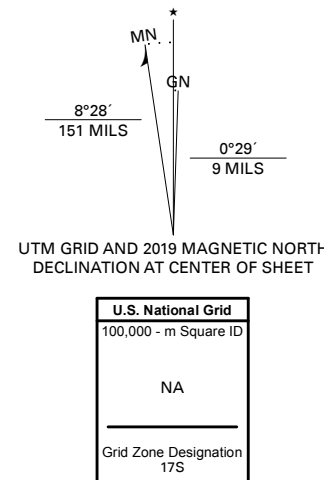 ★
MN
GN
8°28´
151 MILS
0°29´
9 MILS
UTM GRID AND 2019 MAGNETIC NORTH
DECLINATION AT CENTER OF SHEET
U.S. National Grid
100,000 - m Square ID
NA
Grid Zone Designation
17S